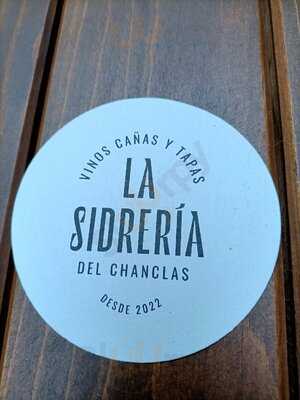 VINOS CAÑAS Y TAPAS
LA
SIDRERÍA
DEL CHANCLAS
DESDE 2022